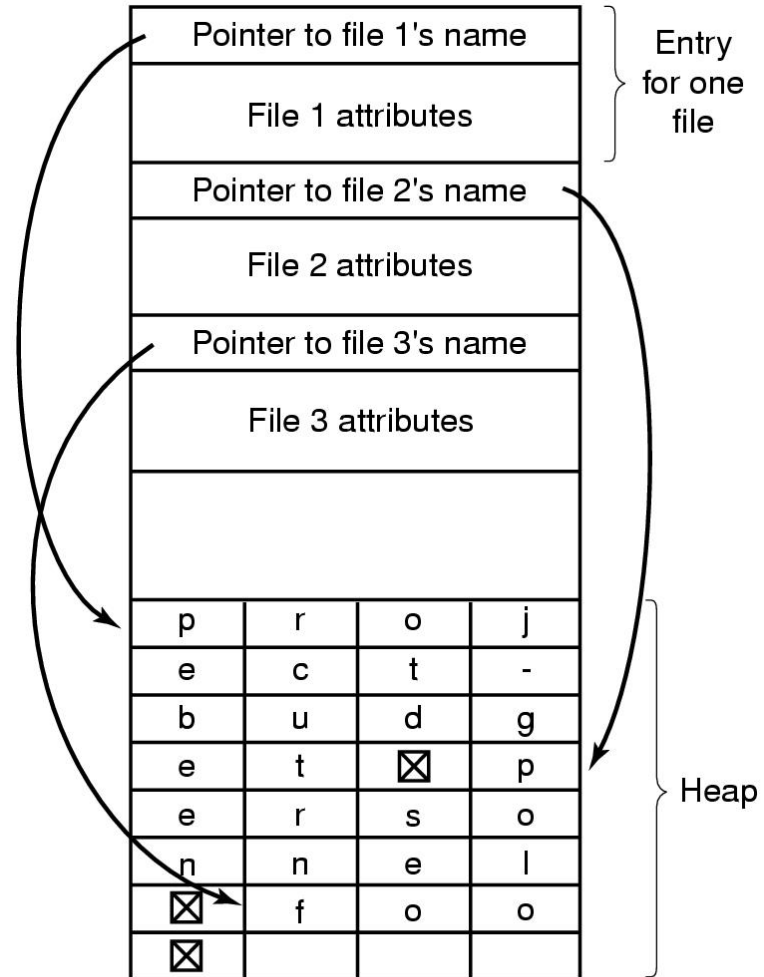 Pointer to file 1's name
Entry
for one
file
File 1 attributes
Pointer to file 2's name
File 2 attributes
Pointer to file 3's name
File 3 attributes
p r o j
e c t -
b u d g
e t ☒ p
e r s o
n n e l
☒ f o o
☒
Heap